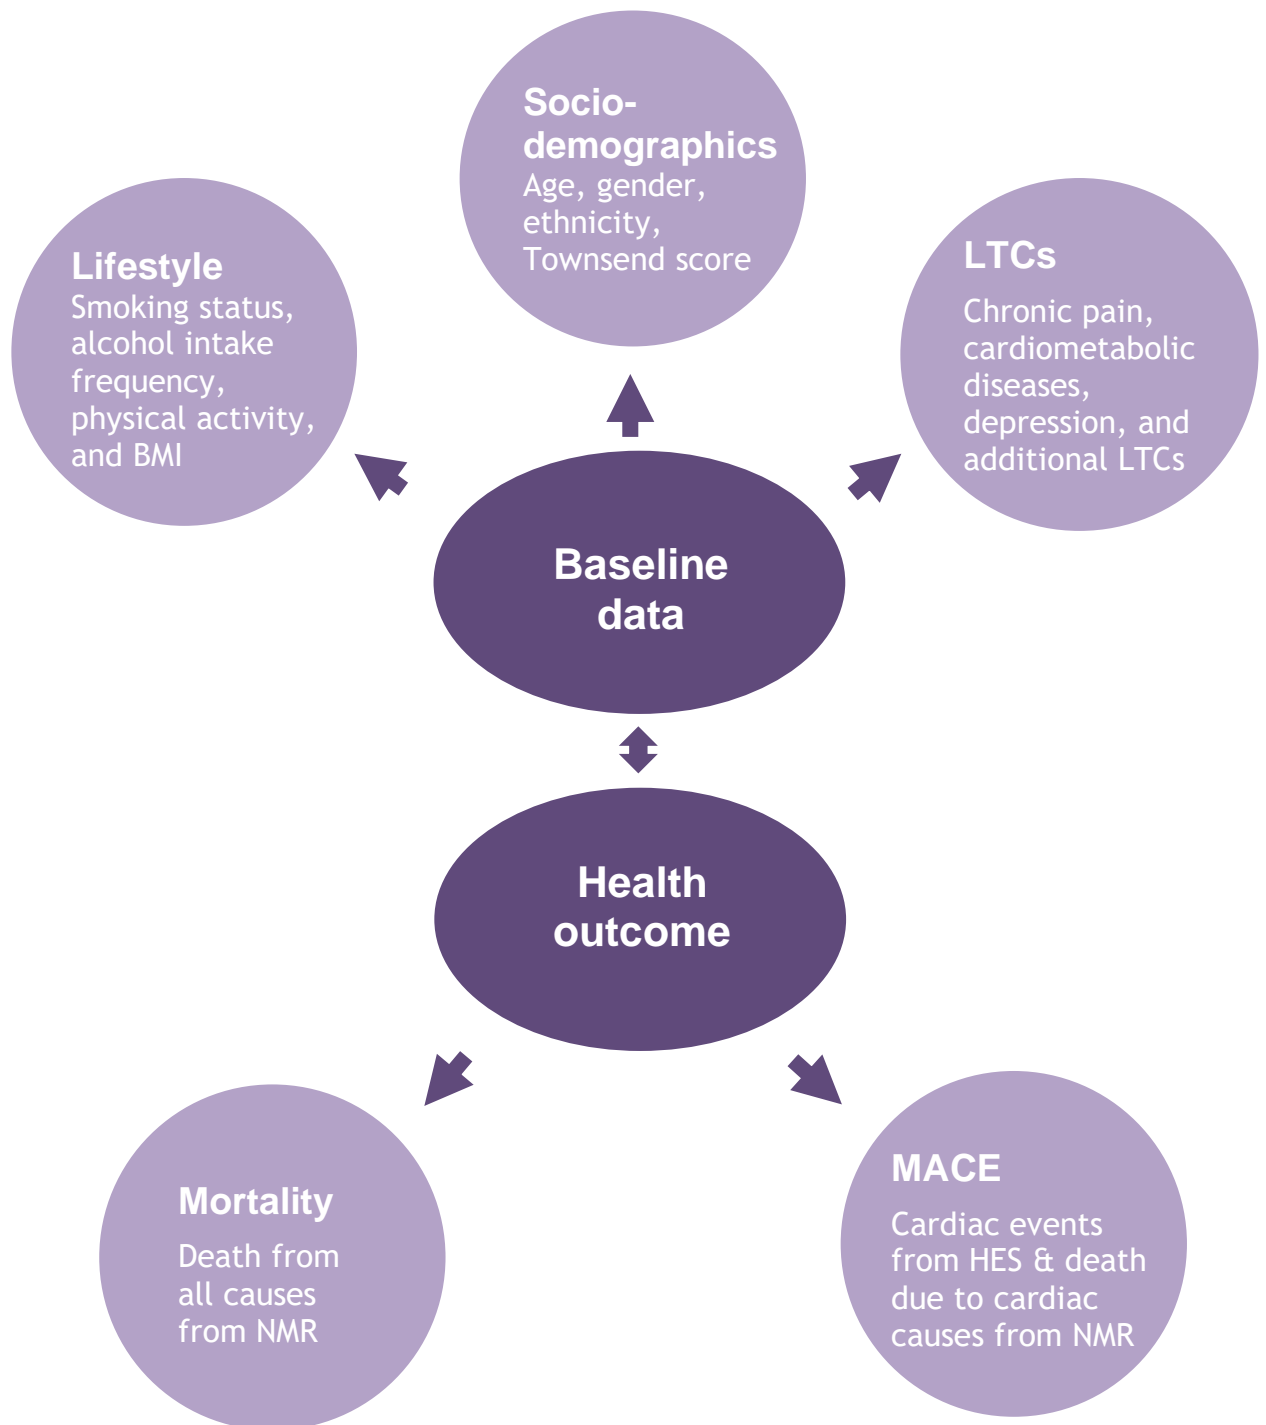 Socio-
demographics
Age, gender,
ethnicity,
Townsend score
Lifestyle
Smoking status,
alcohol intake
frequency,
physical activity,
and BMI
LTCs
Chronic pain,
cardiometabolic
diseases,
depression, and
additional LTCs
Baseline
data
Health
outcome
Mortality
Death from
all causes
from NMR
MACE
Cardiac events
from HES & death
due to cardiac
causes from NMR